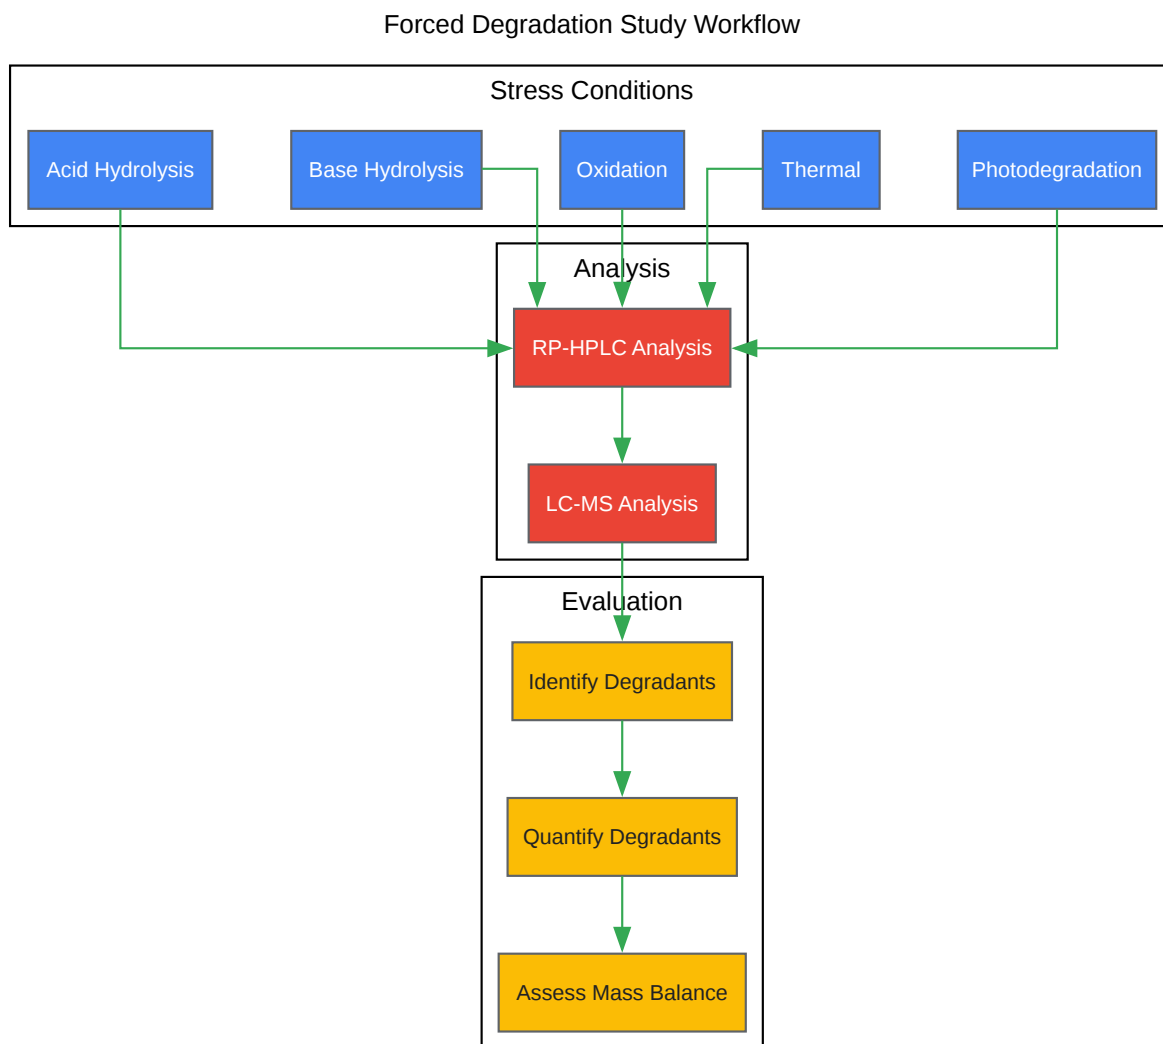 Forced Degradation Study Workflow
Stress Conditions
Acid Hydrolysis
Base Hydrolysis
Oxidation
Thermal
Photodegradation
Analysis
RP-HPLC Analysis
LC-MS Analysis
Evaluation
Identify Degradants
Quantify Degradants
Assess Mass Balance